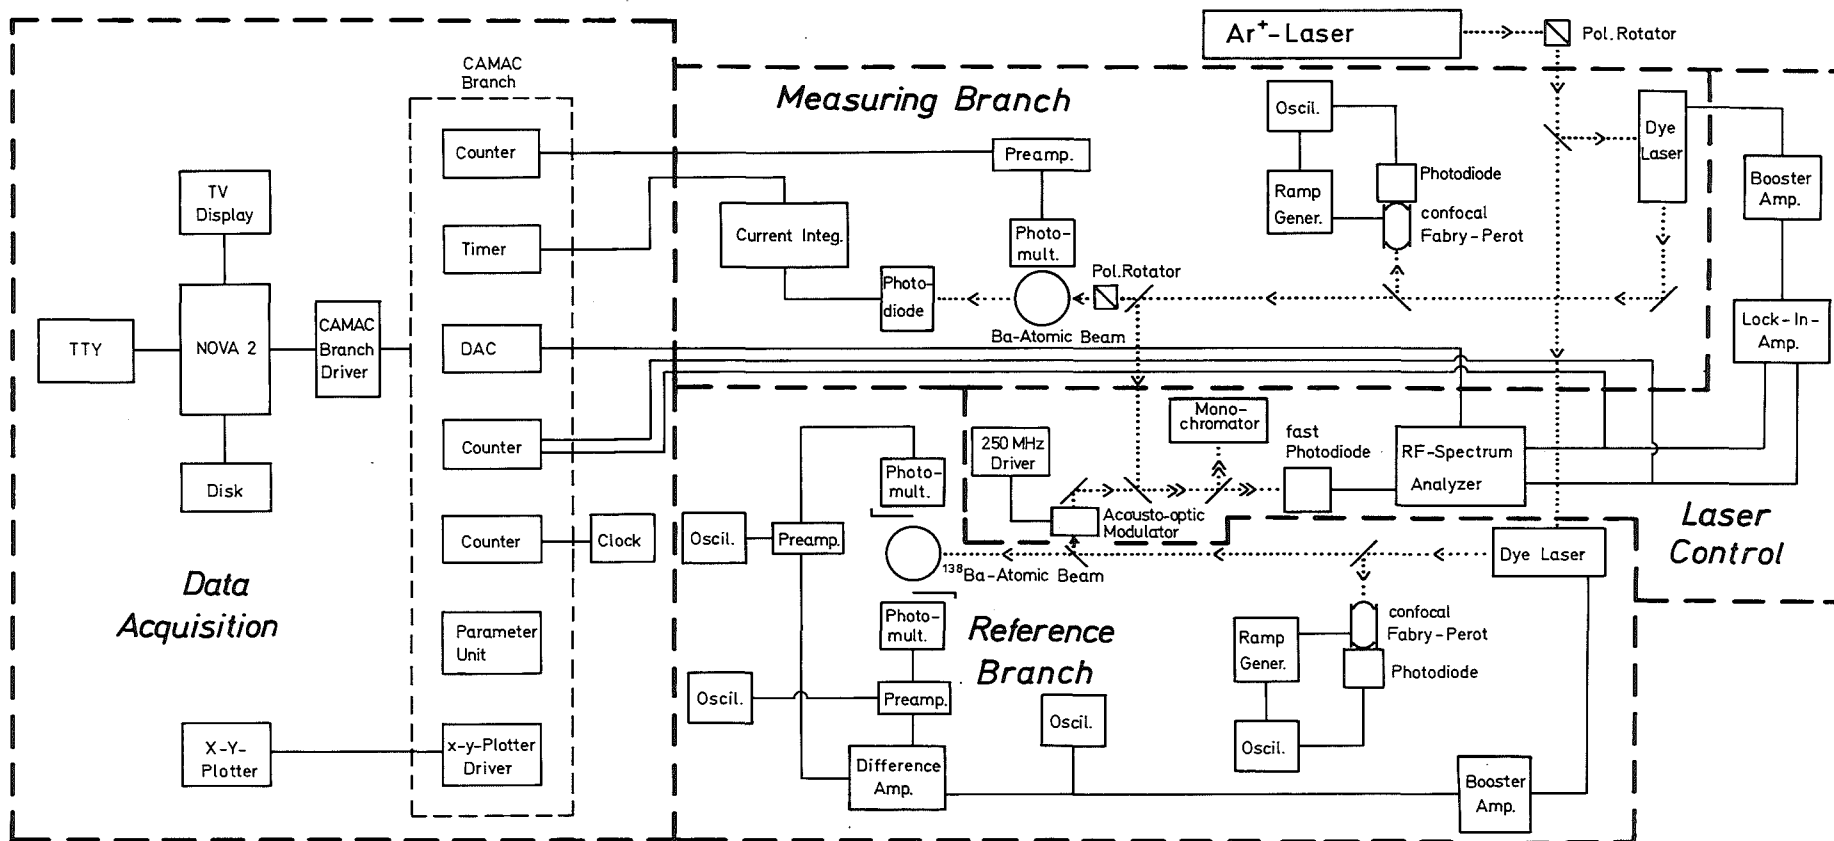 Ar⁺-Laser
Pol. Rotator
CAMAC
Branch
Measuring Branch
Oscil.
Dye
Laser
Counter
Preamp.
Photodiode
Booster
Amp.
TV
Display
Ramp
Gener.
confocal
Fabry-Perot
Timer
Current Integ.
Photo-
mult.
Pol. Rotator
Photo-
diode
Ba-Atomic Beam
TTY
NOVA 2
CAMAC
Branch
Driver
DAC
Lock-In-
Amp.
Mono-
chromator
fast
Photodiode
250 MHz
Driver
Counter
RF-Spectrum
Analyzer
Disk
Photo-
mult.
Acousto-optic
Modulator
Laser
Control
Counter
Clock
Oscil.
Preamp.
Dye Laser
¹³⁸Ba-Atomic Beam
Data
Acquisition
Photo-
mult.
Reference
Branch
confocal
Fabry-Perot
Ramp
Gener.
Parameter
Unit
Photodiode
Oscil.
Preamp.
Oscil.
Oscil.
X-Y-
Plotter
x-y-Plotter
Driver
Difference
Amp.
Booster
Amp.